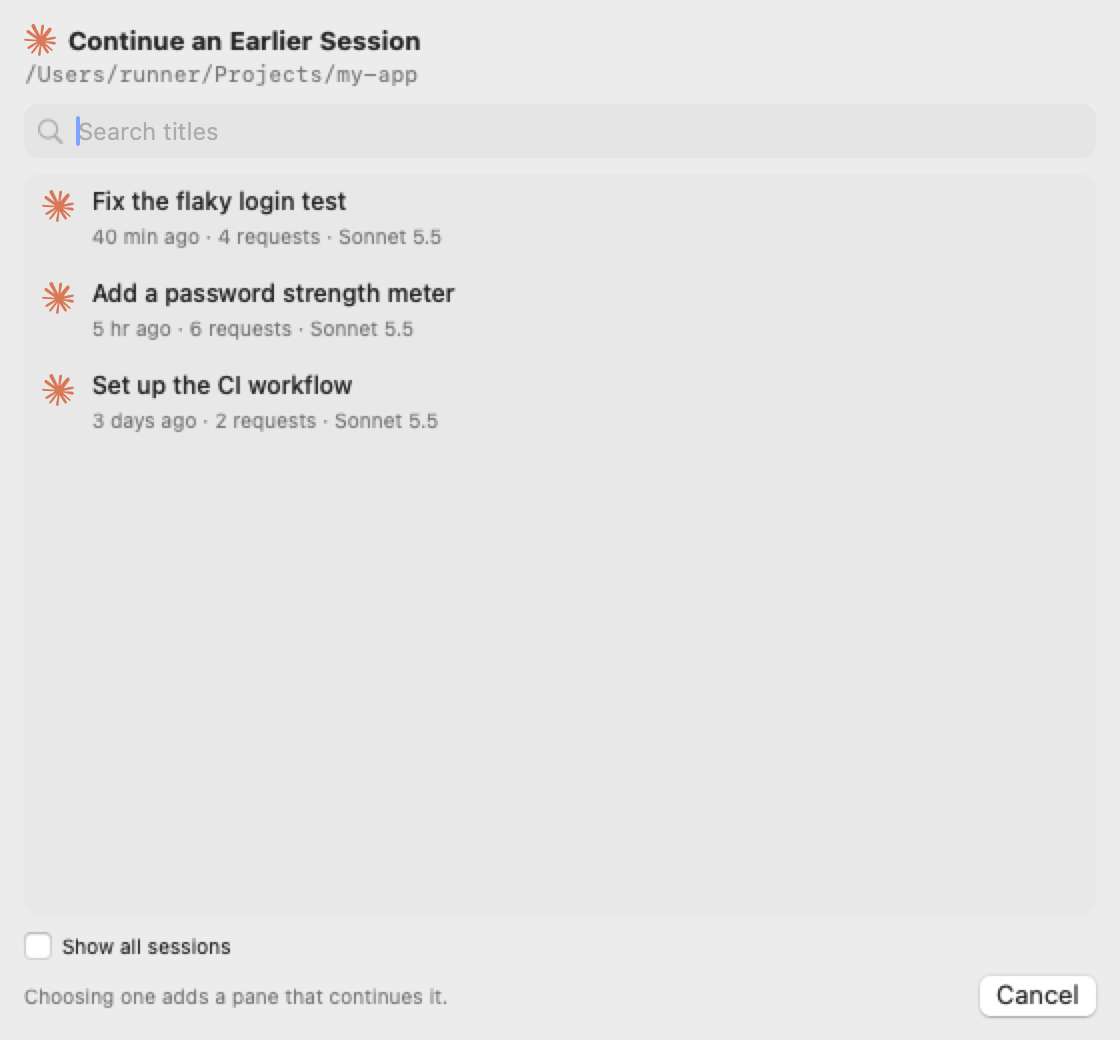 Continue an Earlier Session
/Users/runner/Projects/my-app
Search titles
Fix the flaky login test
40 min ago · 4 requests · Sonnet 5.5
Add a password strength meter
5 hr ago · 6 requests · Sonnet 5.5
Set up the CI workflow
3 days ago · 2 requests · Sonnet 5.5
Show all sessions
Choosing one adds a pane that continues it.
Cancel